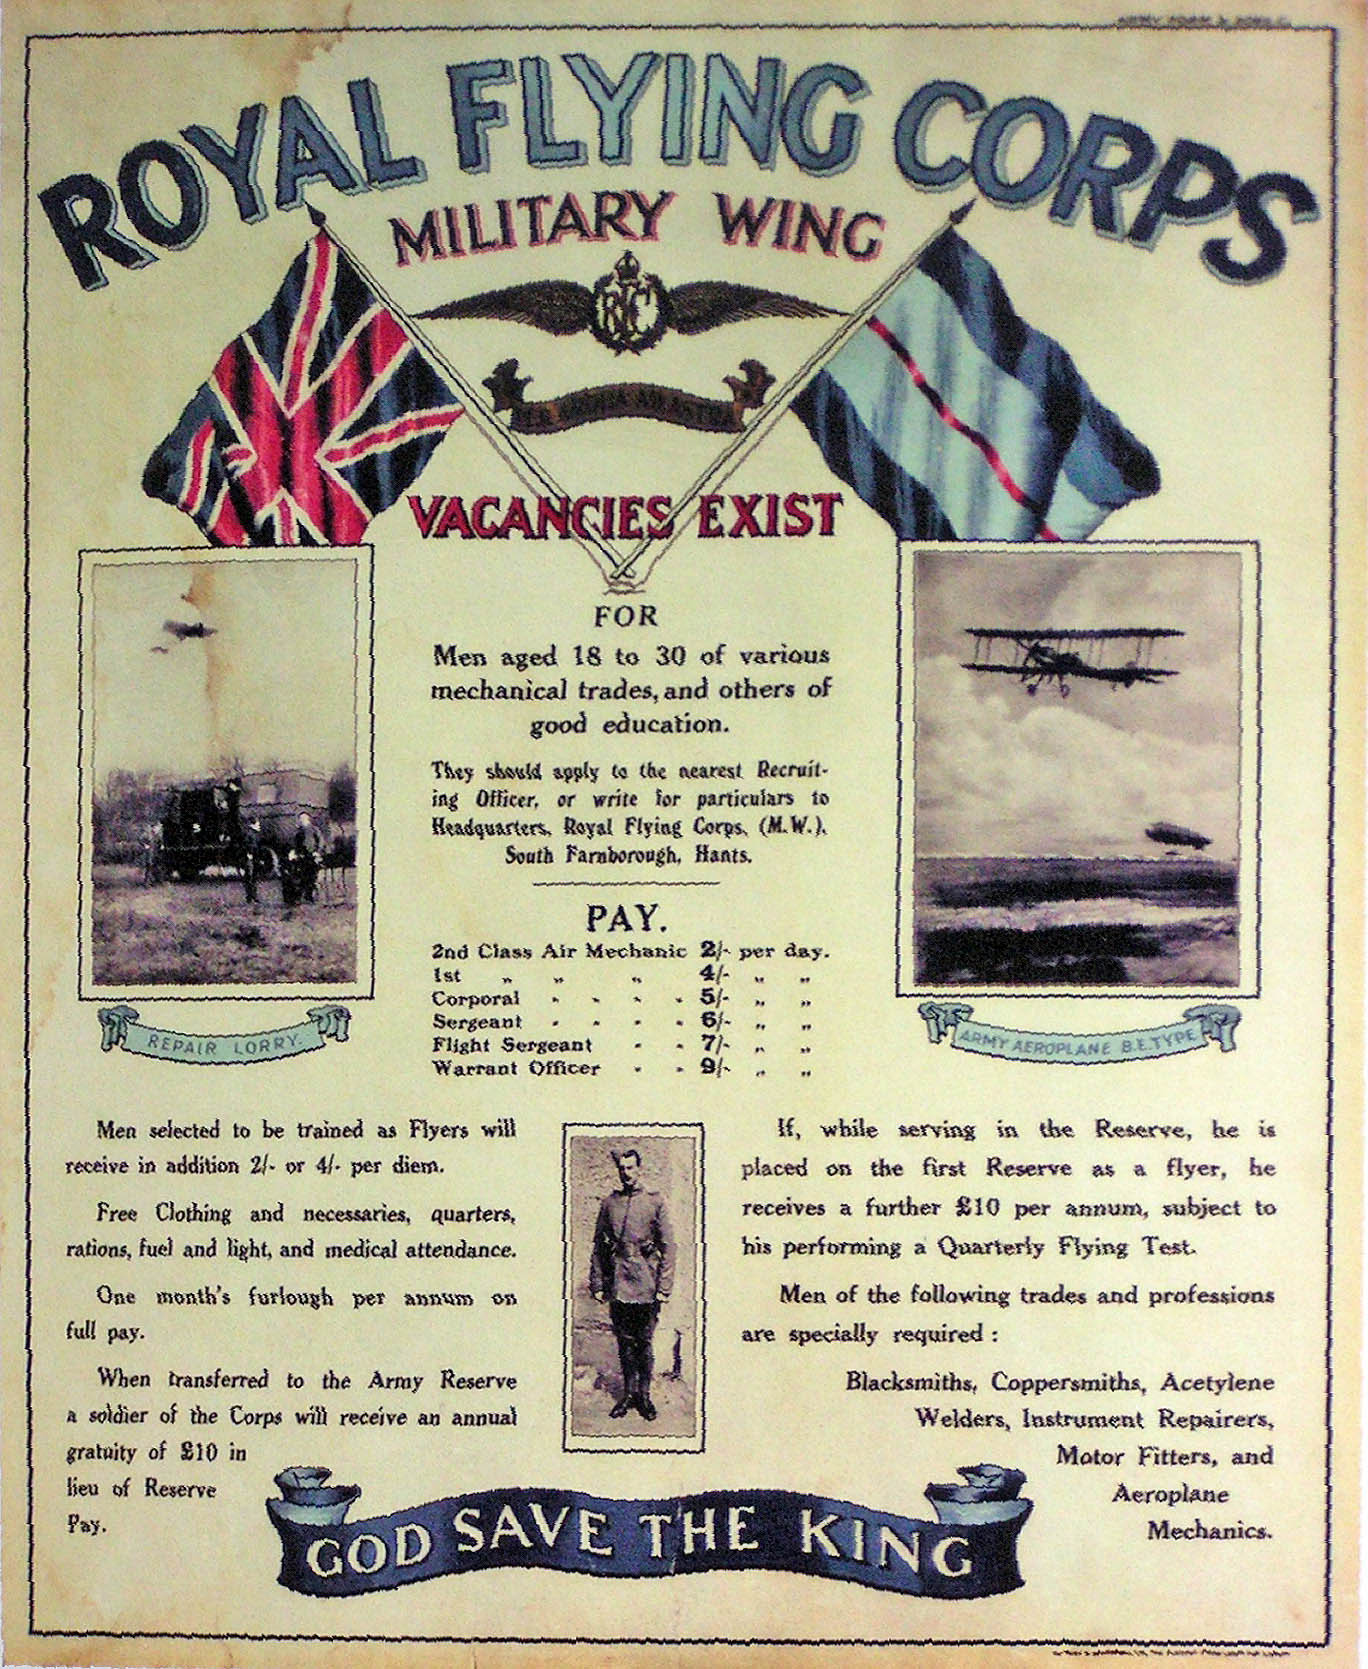 ROYAL FLYING CORPS
MILITARY WING
RFC
VACANCIES EXIST
FOR
Men aged 18 to 30 of various
mechanical trades, and others of
good education.
They should apply to the nearest Recruit-
ing Officer, or write for particulars to
Headquarters, Royal Flying Corps, (M.W.),
South Farnborough, Hants.
PAY.
2nd Class Air Mechanic 2/- per day.
1st „ „ „ 4/- „ „
Corporal - - - - 5/- „ „
Sergeant - - - - 6/- „ „
Flight Sergeant - - 7/- „ „
Warrant Officer - - 9/- „ „
REPAIR LORRY.
ARMY AEROPLANE B.E. TYPE
Men selected to be trained as Flyers will
receive in addition 2/- or 4/- per diem.
Free Clothing and necessaries, quarters,
rations, fuel and light, and medical attendance.
One month's furlough per annum on
full pay.
When transferred to the Army Reserve
a soldier of the Corps will receive an annual
gratuity of £10 in
lieu of Reserve
Pay.
If, while serving in the Reserve, he is
placed on the first Reserve as a flyer, he
receives a further £10 per annum, subject to
his performing a Quarterly Flying Test.
Men of the following trades and professions
are specially required :
Blacksmiths, Coppersmiths, Acetylene
Welders, Instrument Repairers,
Motor Fitters, and
Aeroplane
Mechanics.
GOD SAVE THE KING